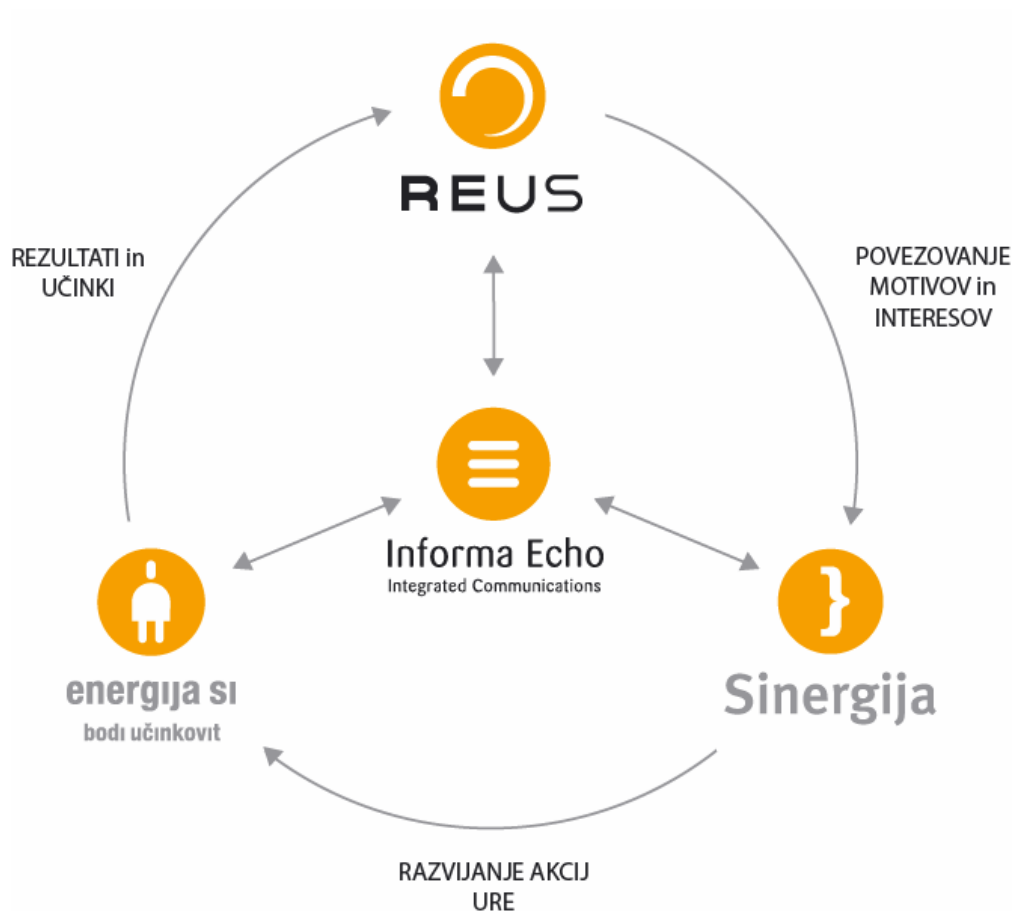 REUS
REZULTATI in
UČINKI
POVEZOVANJE
MOTIVOV in
INTERESOV
Informa Echo
Integrated Communications
energija si
bodi učinkovit
Sinergija
RAZVIJANJE AKCIJ
URE